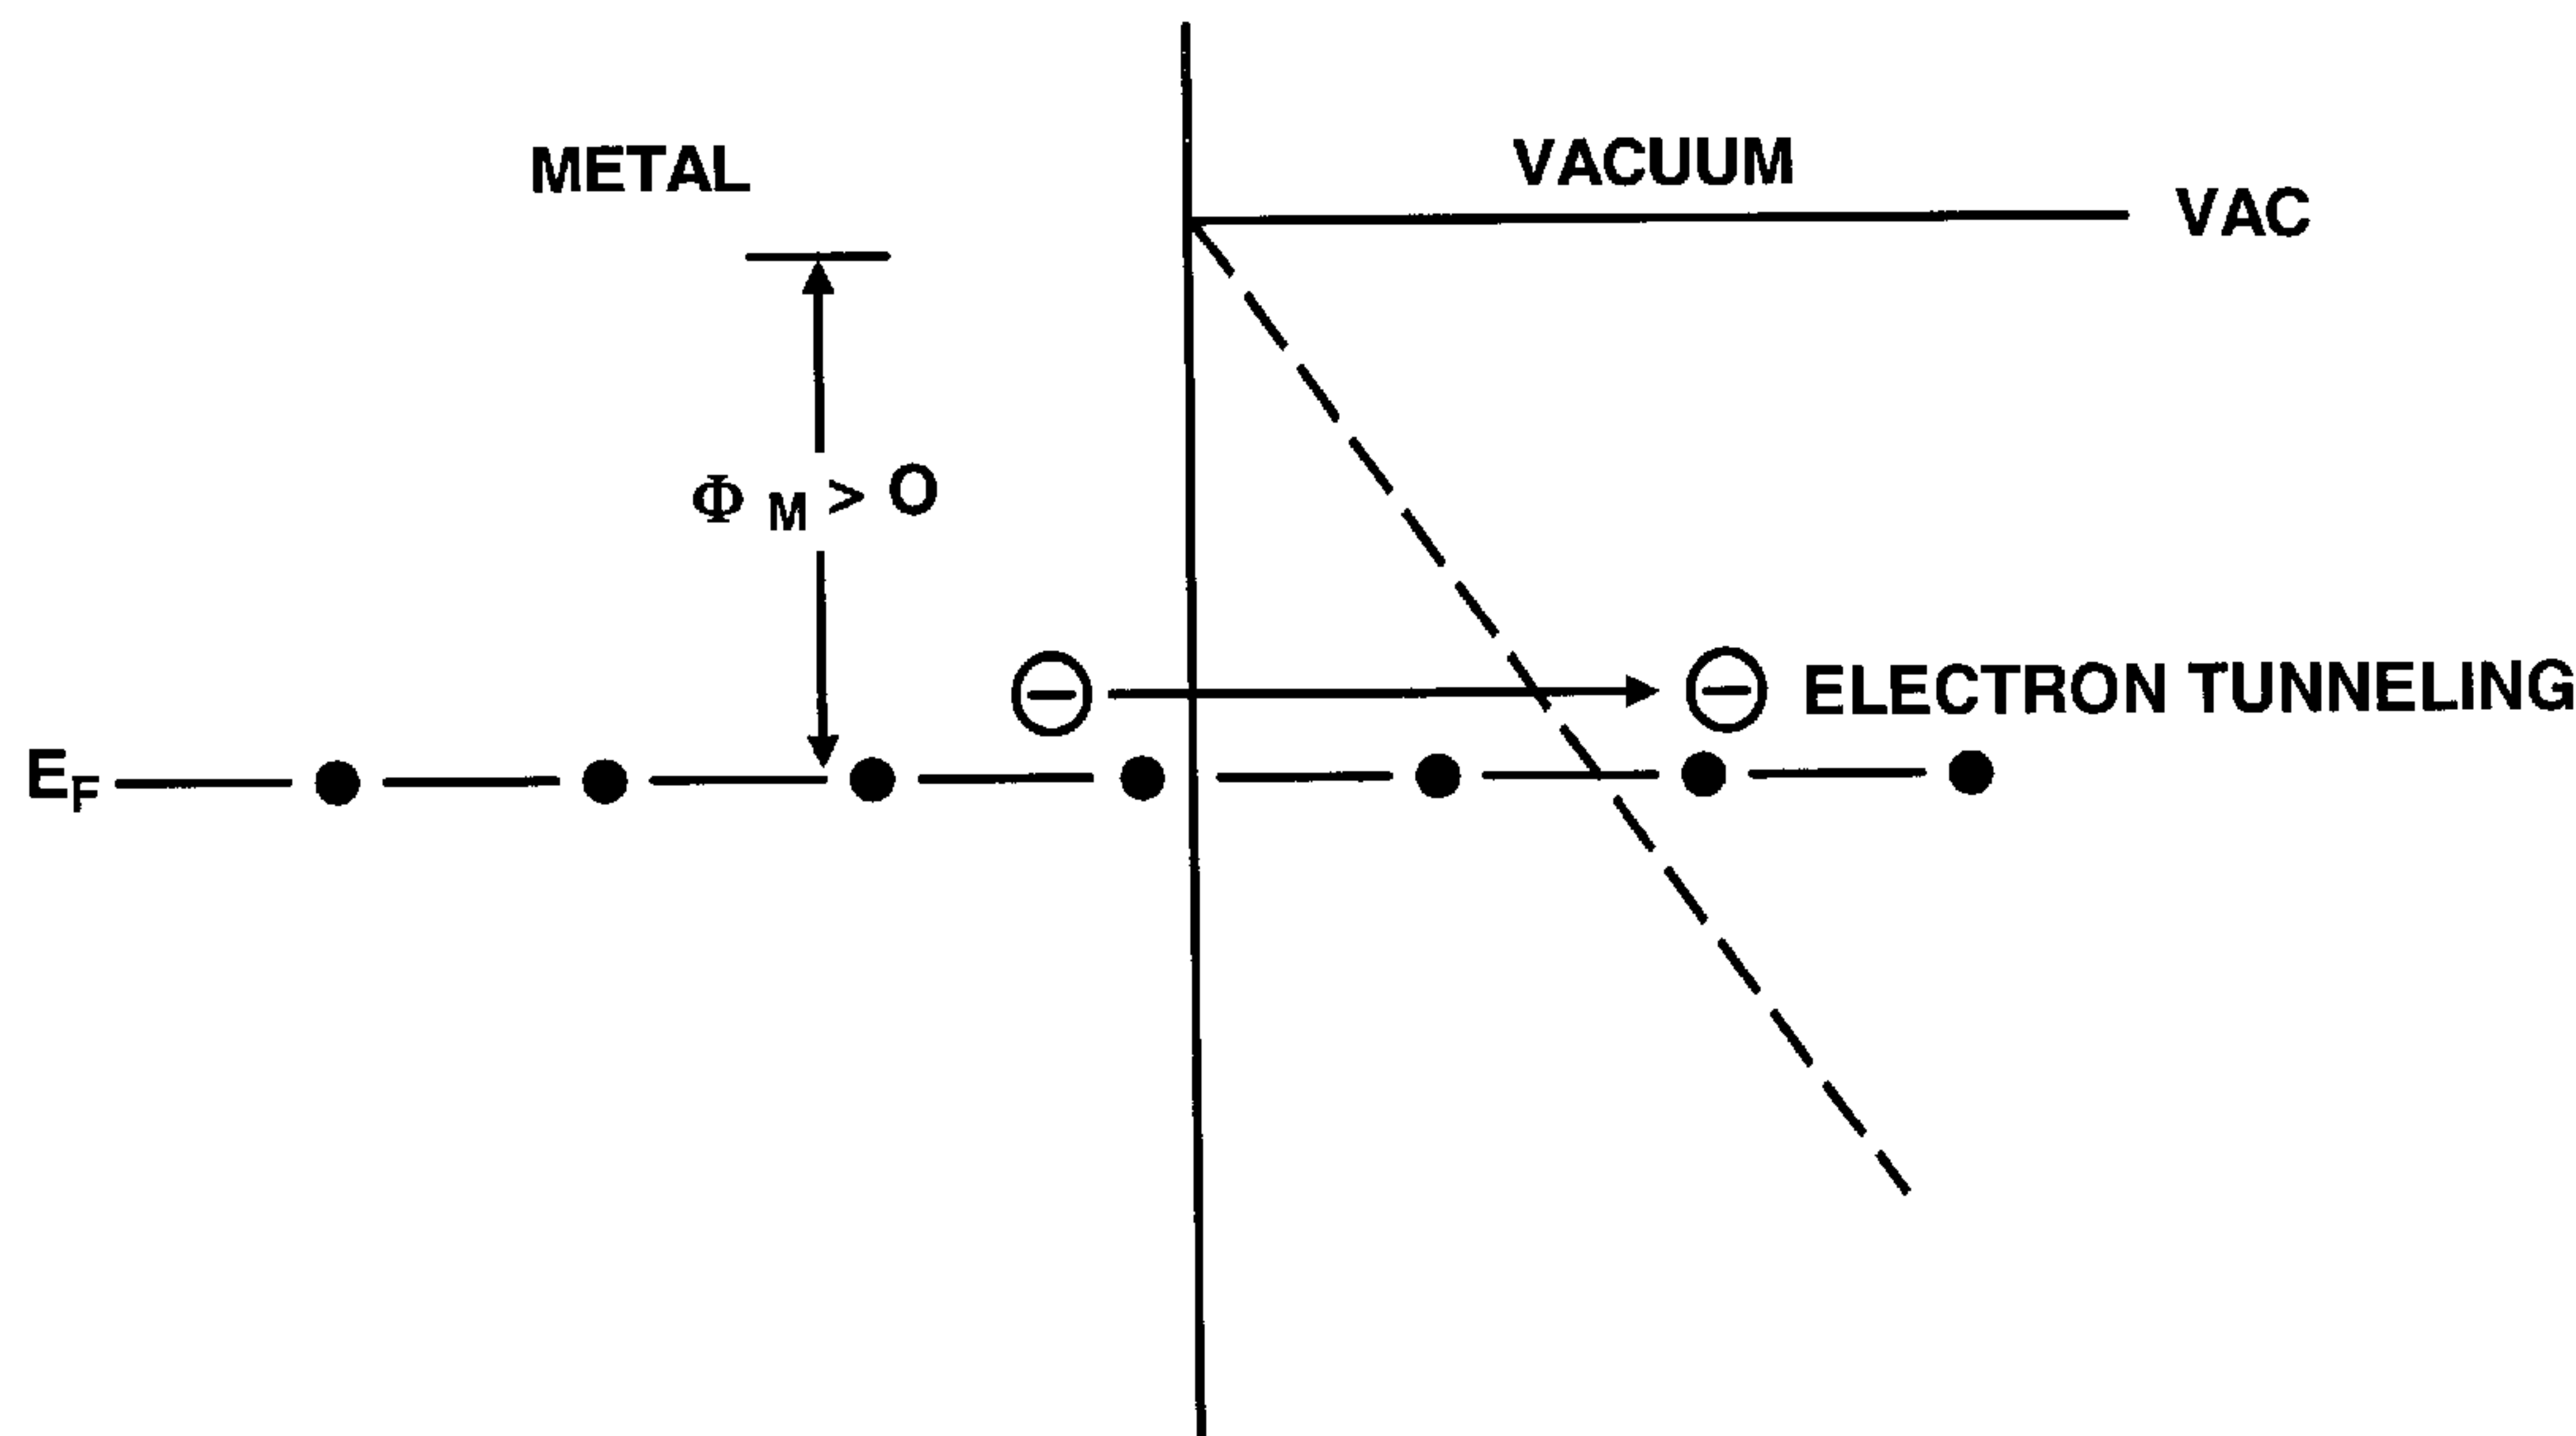 METAL
VACUUM
VAC
Φ M > O
ELECTRON TUNNELING
EF